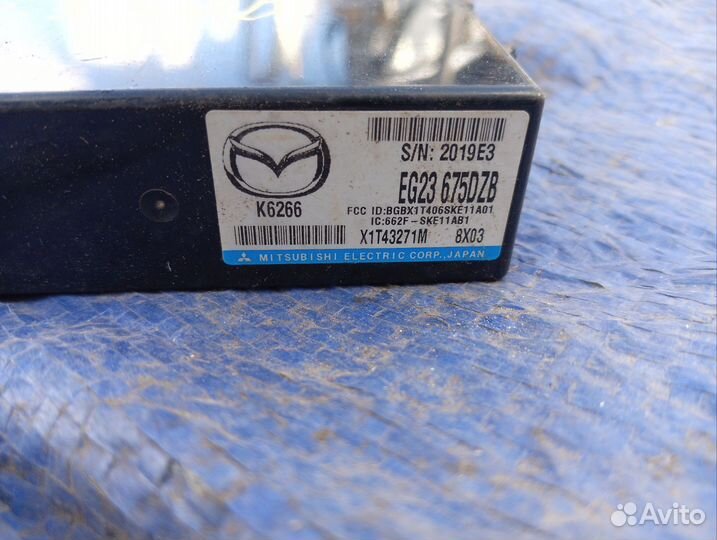 S/N: 2019E3
EG23 675DZB
K6266
FCC ID:BGBX1T406SKE11A01
IC:662F-SKE11AB1
X1T43271M 8X03
MITSUBISHI ELECTRIC CORP.,JAPAN
Avito